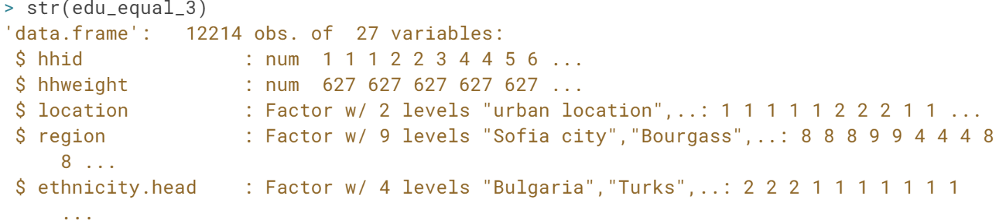 > str(edu_equal_3)
'data.frame':   12214 obs. of  27 variables:
 $ hhid               : num  1 1 1 2 2 3 4 4 5 6 ...
 $ hhweight           : num  627 627 627 627 627 ...
 $ location           : Factor w/ 2 levels "urban location",..: 1 1 1 1 1 2 2 2 1 1 ...
 $ region             : Factor w/ 9 levels "Sofia city","Bourgass",..: 8 8 8 9 9 4 4 4 8
     8 ...
 $ ethnicity.head     : Factor w/ 4 levels "Bulgaria","Turks",..: 2 2 2 1 1 1 1 1 1 1
     ...